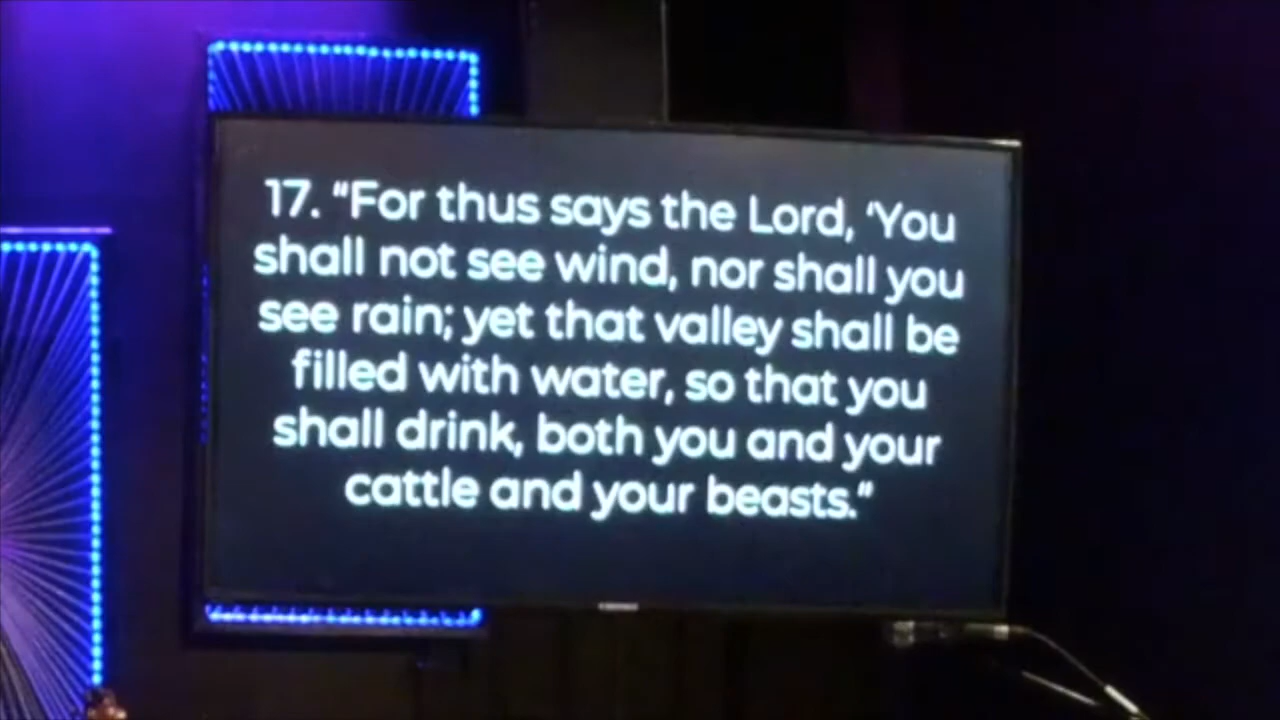 17. "For thus says the Lord, 'You
shall not see wind, nor shall you
see rain; yet that valley shall be
filled with water, so that you
shall drink, both you and your
cattle and your beasts."